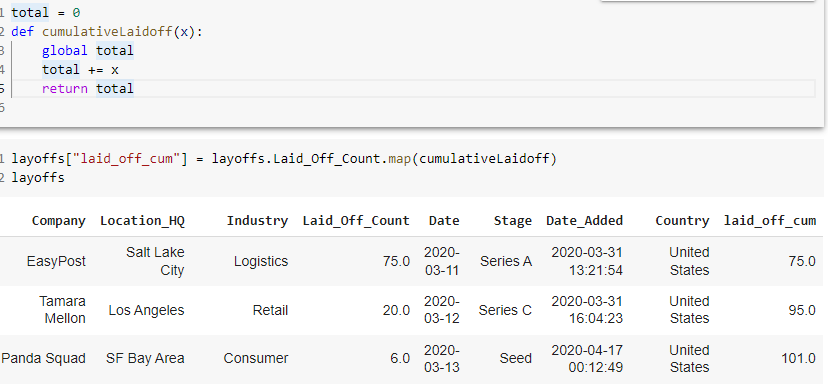 1 total = 0
2 def cumulativeLaidoff(x):
3 global total
4 total += x
5 return total
6
1 layoffs["laid_off_cum"] = layoffs.Laid_Off_Count.map(cumulativeLaidoff)
2 layoffs
Company Location_HQ Industry Laid_Off_Count Date Stage Date_Added Country laid_off_cum
EasyPost Salt Lake City Logistics 75.0 2020-03-11 Series A 2020-03-31 13:21:54 United States 75.0
Tamara Mellon Los Angeles Retail 20.0 2020-03-12 Series C 2020-03-31 16:04:23 United States 95.0
Panda Squad SF Bay Area Consumer 6.0 2020-03-13 Seed 2020-04-17 00:12:49 United States 101.0